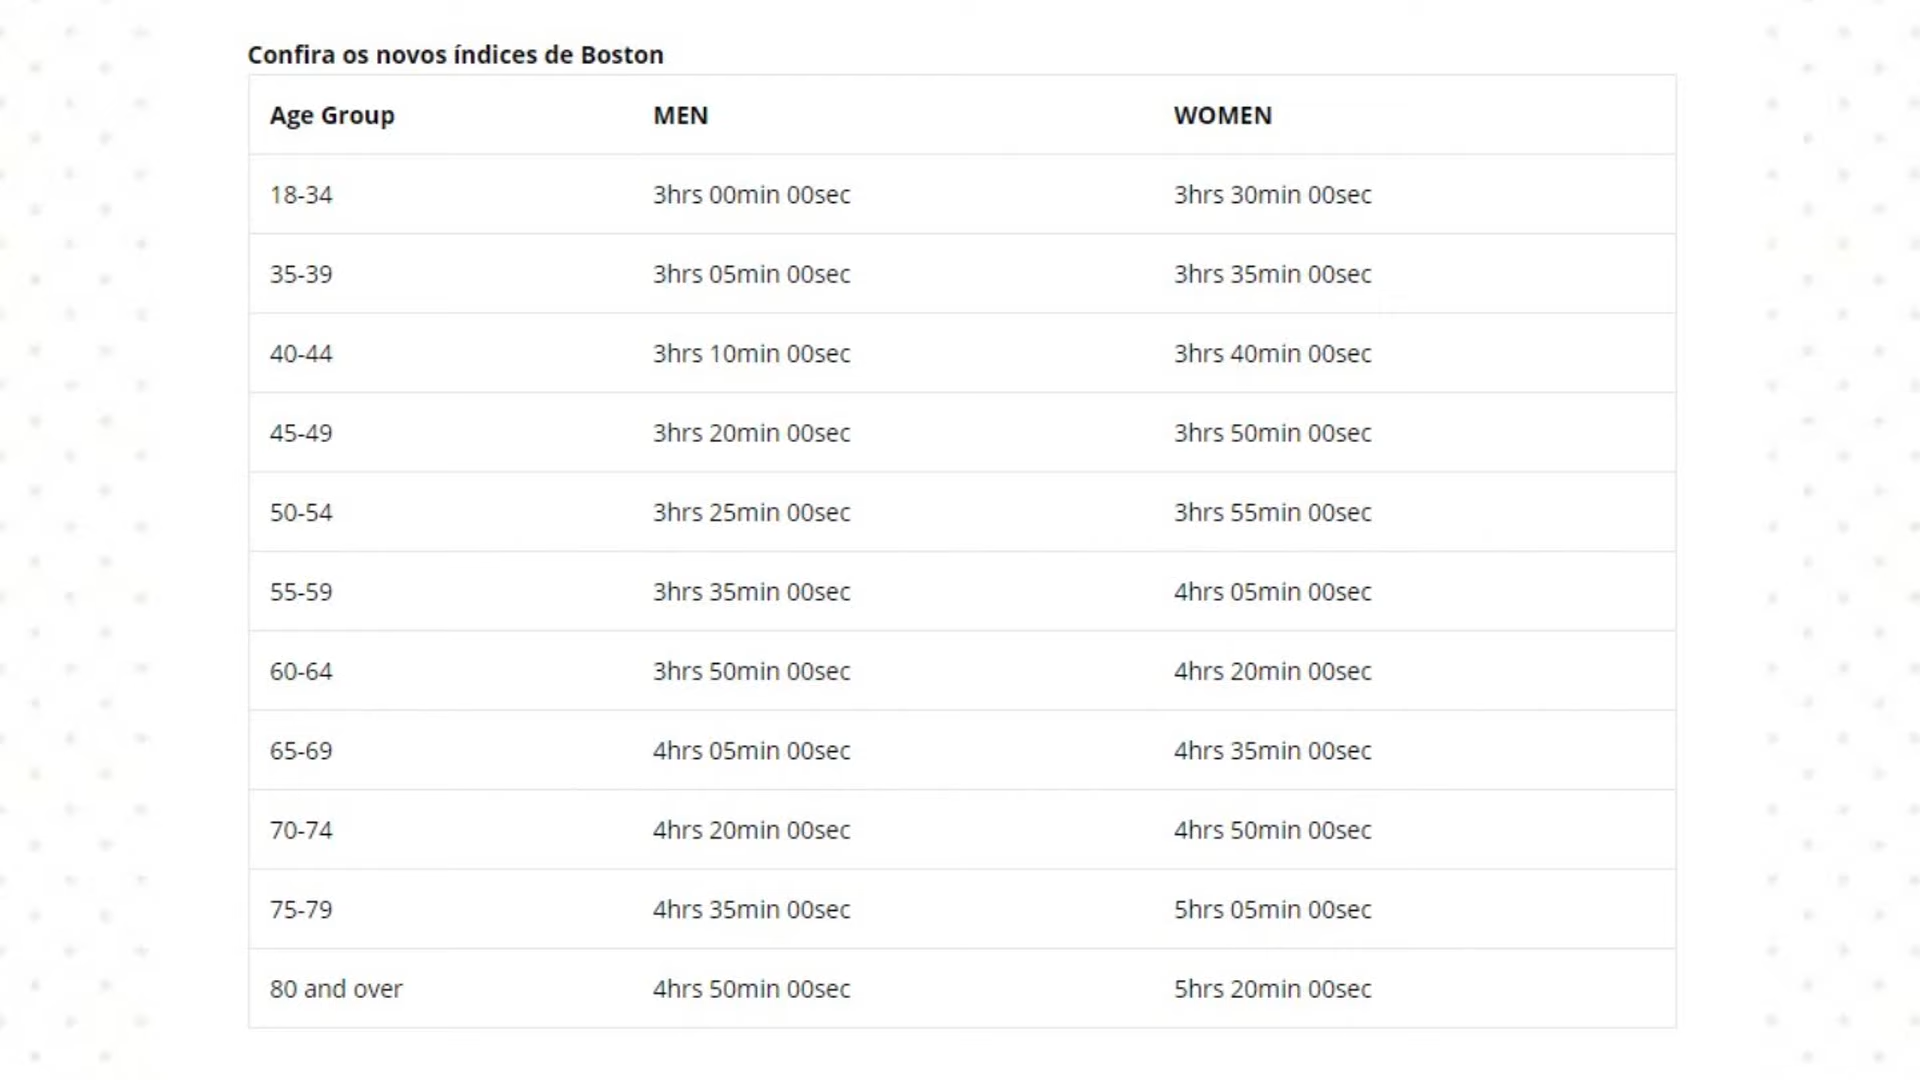 Confira os novos índices de Boston
Age Group MEN WOMEN
18-34 3hrs 00min 00sec 3hrs 30min 00sec
35-39 3hrs 05min 00sec 3hrs 35min 00sec
40-44 3hrs 10min 00sec 3hrs 40min 00sec
45-49 3hrs 20min 00sec 3hrs 50min 00sec
50-54 3hrs 25min 00sec 3hrs 55min 00sec
55-59 3hrs 35min 00sec 4hrs 05min 00sec
60-64 3hrs 50min 00sec 4hrs 20min 00sec
65-69 4hrs 05min 00sec 4hrs 35min 00sec
70-74 4hrs 20min 00sec 4hrs 50min 00sec
75-79 4hrs 35min 00sec 5hrs 05min 00sec
80 and over 4hrs 50min 00sec 5hrs 20min 00sec